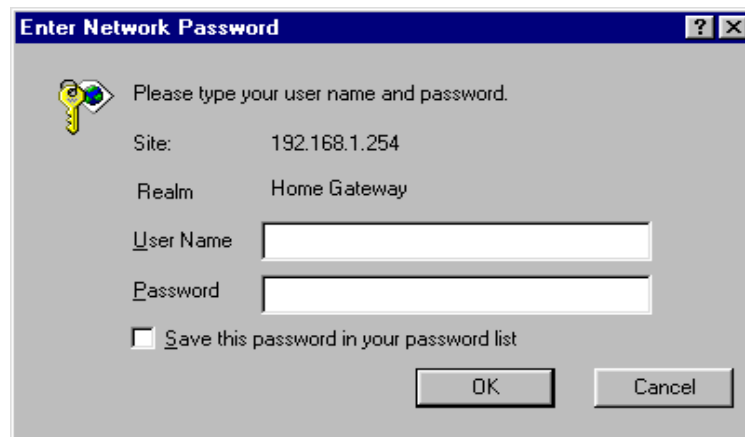 Enter Network Password
Please type your user name and password.
Site: 192.168.1.254
Realm Home Gateway
User Name
Password
Save this password in your password list
OK Cancel